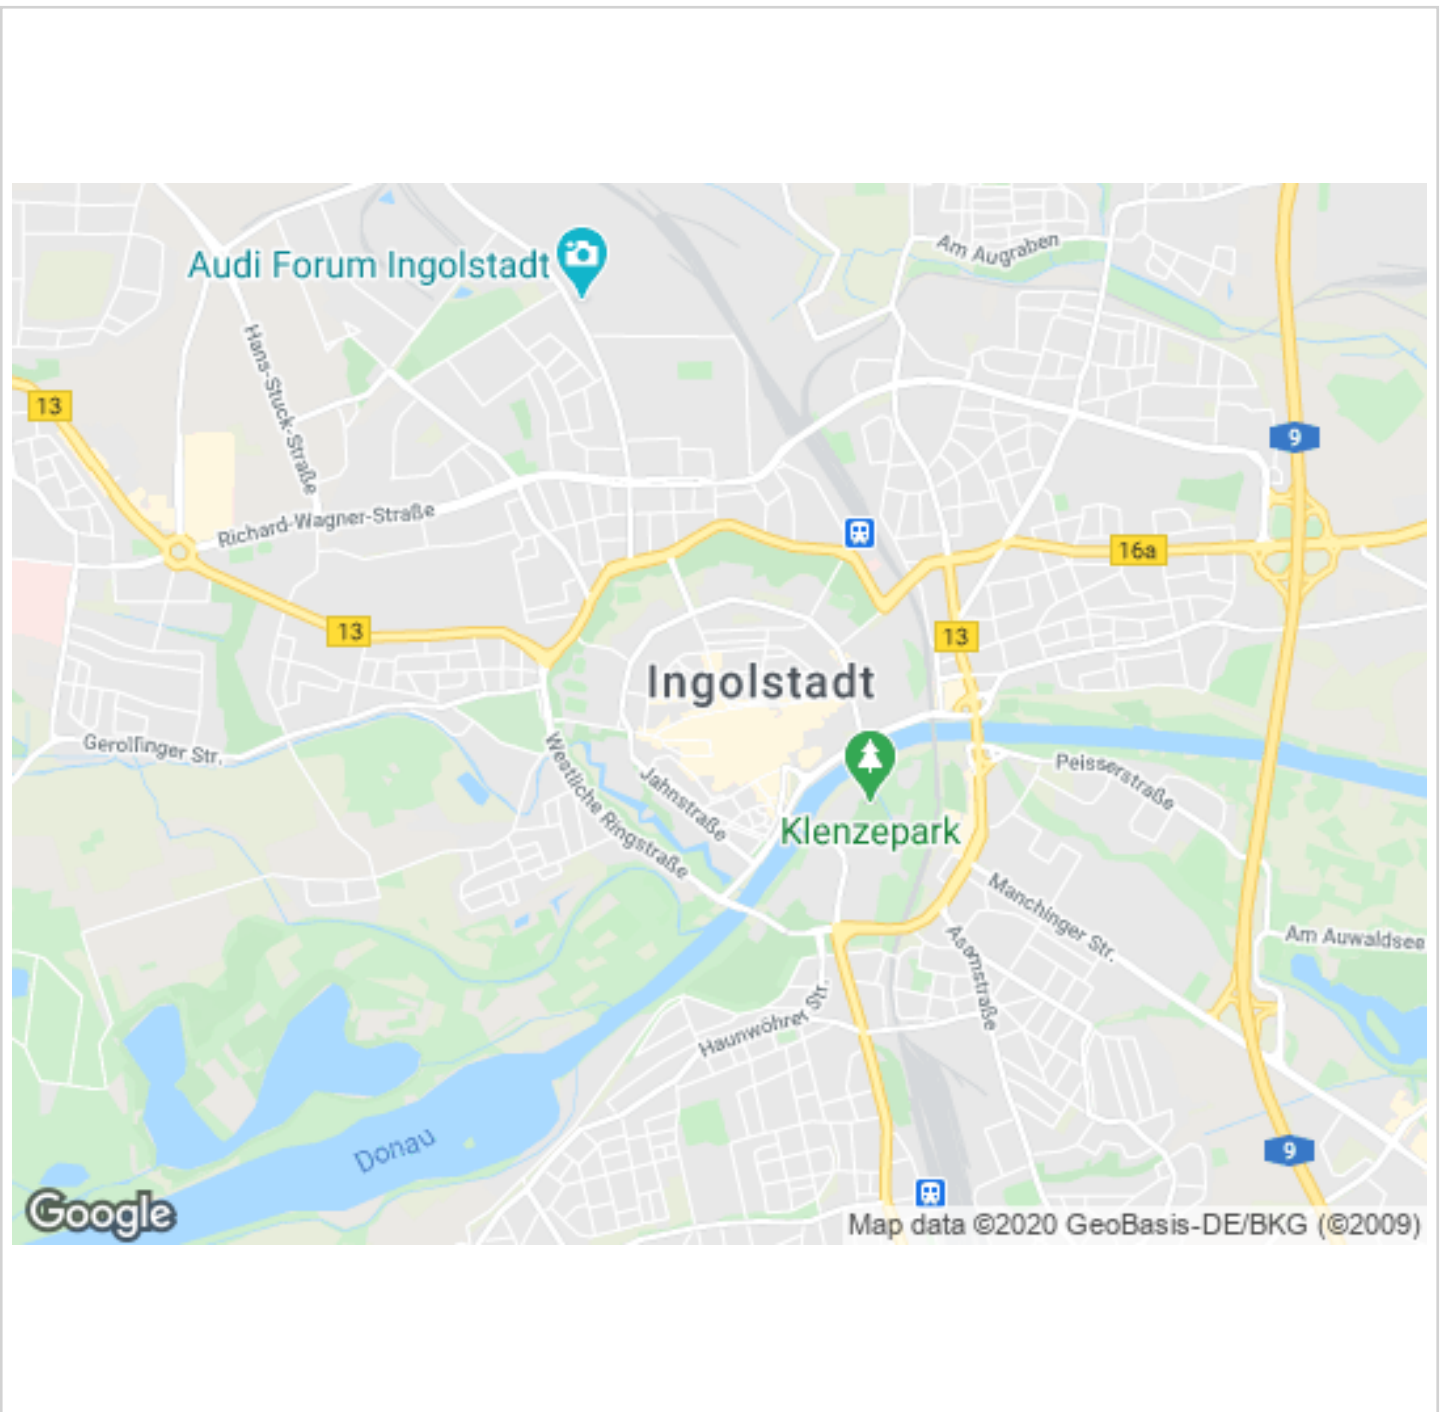 Am Augraben
Audi Forum Ingolstadt
Hans-Stuck-Straße
13
9
Richard-Wagner-Straße
16a
13
13
Ingolstadt
Gerolfinger Str.
Westliche Ringstraße
Jahnstraße
Peisserstraße
Klenzepark
Manchinger Str.
Asamstraße
Am Auwaldsee
Haunwöhrer Str.
Donau
9
Google
Map data ©2020 GeoBasis-DE/BKG (©2009)